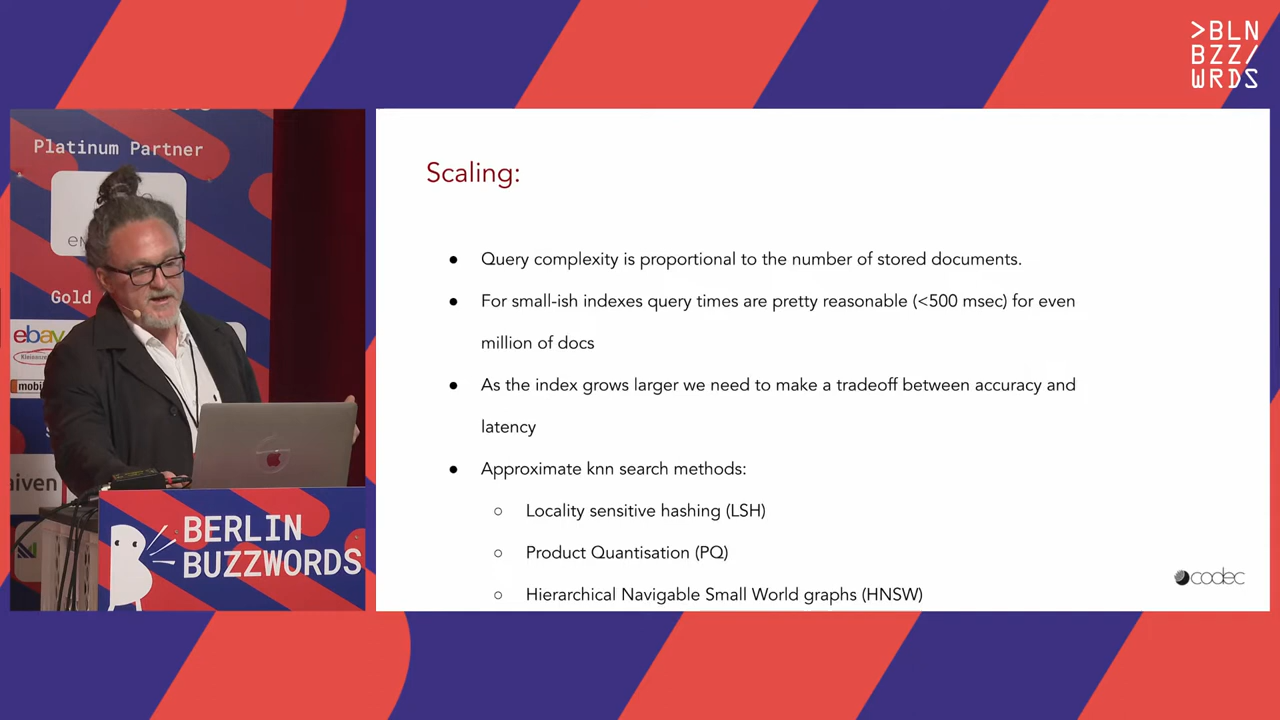 >BLN
BZZ/
WRDS
Platinum Partner
Gold
ebay
Kleinanz
mobil
aiven
BERLIN
BUZZWORDS
Scaling:
● Query complexity is proportional to the number of stored documents.
● For small-ish indexes query times are pretty reasonable (<500 msec) for even
million of docs
● As the index grows larger we need to make a tradeoff between accuracy and
latency
● Approximate knn search methods:
○ Locality sensitive hashing (LSH)
○ Product Quantisation (PQ)
○ Hierarchical Navigable Small World graphs (HNSW)
codec